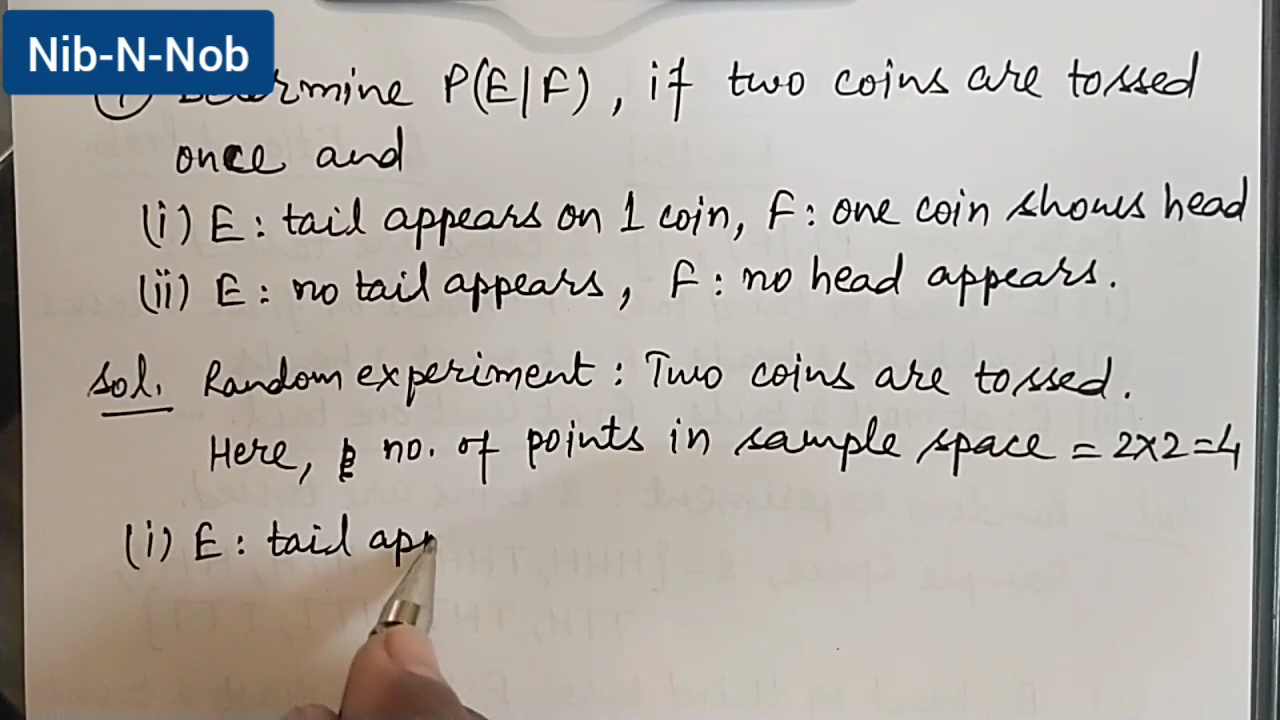 Nib-N-Nob
Determine P(E|F), if two coins are tossed
once and
(i) E: tail appears on 1 coin, F: one coin shows head
(ii) E: no tail appears, F: no head appears.
Sol. Random experiment: Two coins are tossed.
Here, no. of points in sample space = 2×2=4
(i) E: tail app